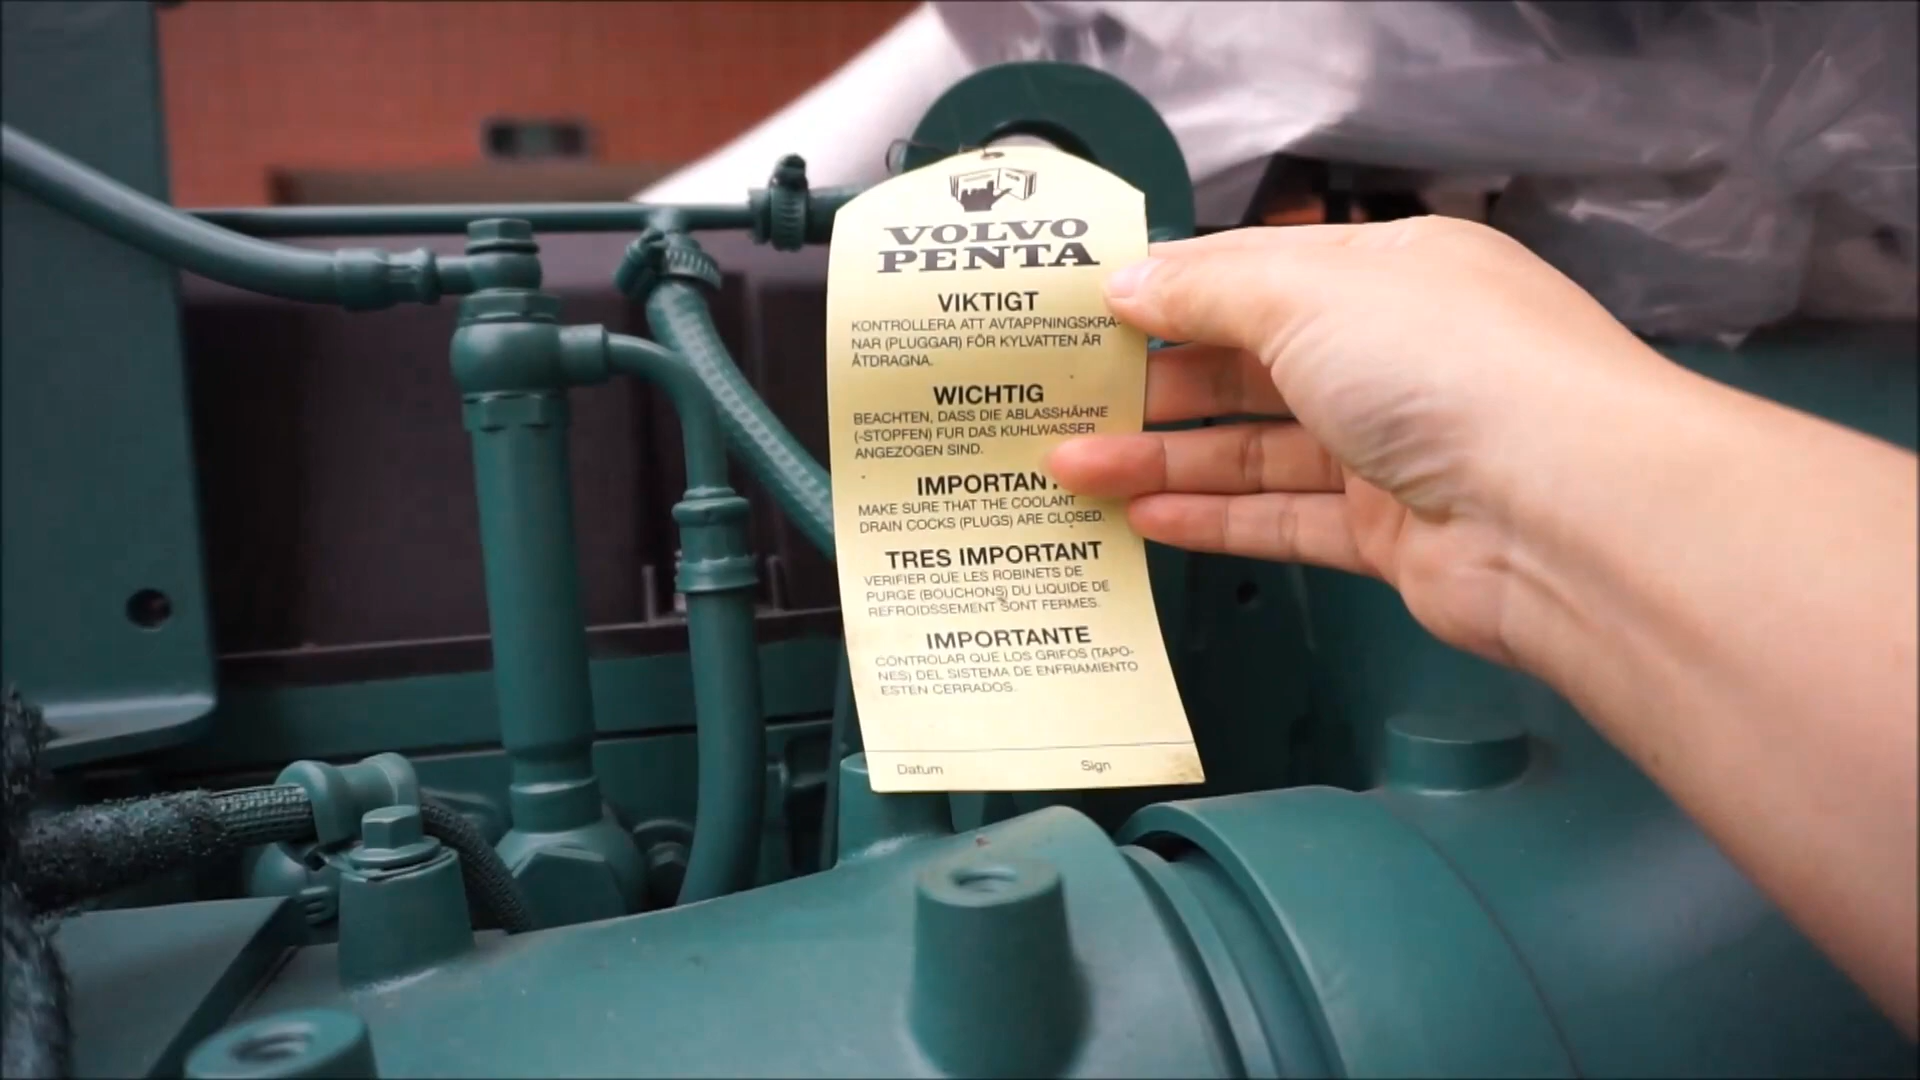 VOLVO
PENTA
VIKTIGT
KONTROLLERA ATT AVTAPPNINGSKRA-
NAR (PLUGGAR) FÖR KYLVATTEN ÄR
ÅTDRAGNA.
WICHTIG
BEACHTEN, DASS DIE ABLASSHÄHNE
(-STOPFEN) FUR DAS KUHLWASSER
ANGEZOGEN SIND.
IMPORTANT
MAKE SURE THAT THE COOLANT
DRAIN COCKS (PLUGS) ARE CLOSED.
TRES IMPORTANT
VERIFIER QUE LES ROBINETS DE
PURGE (BOUCHONS) DU LIQUIDE DE
REFROIDSSEMENT SONT FERMES.
IMPORTANTE
CONTROLAR QUE LOS GRIFOS (TAPO-
NES) DEL SISTEMA DE ENFRIAMIENTO
ESTEN CERRADOS.
Datum Sign